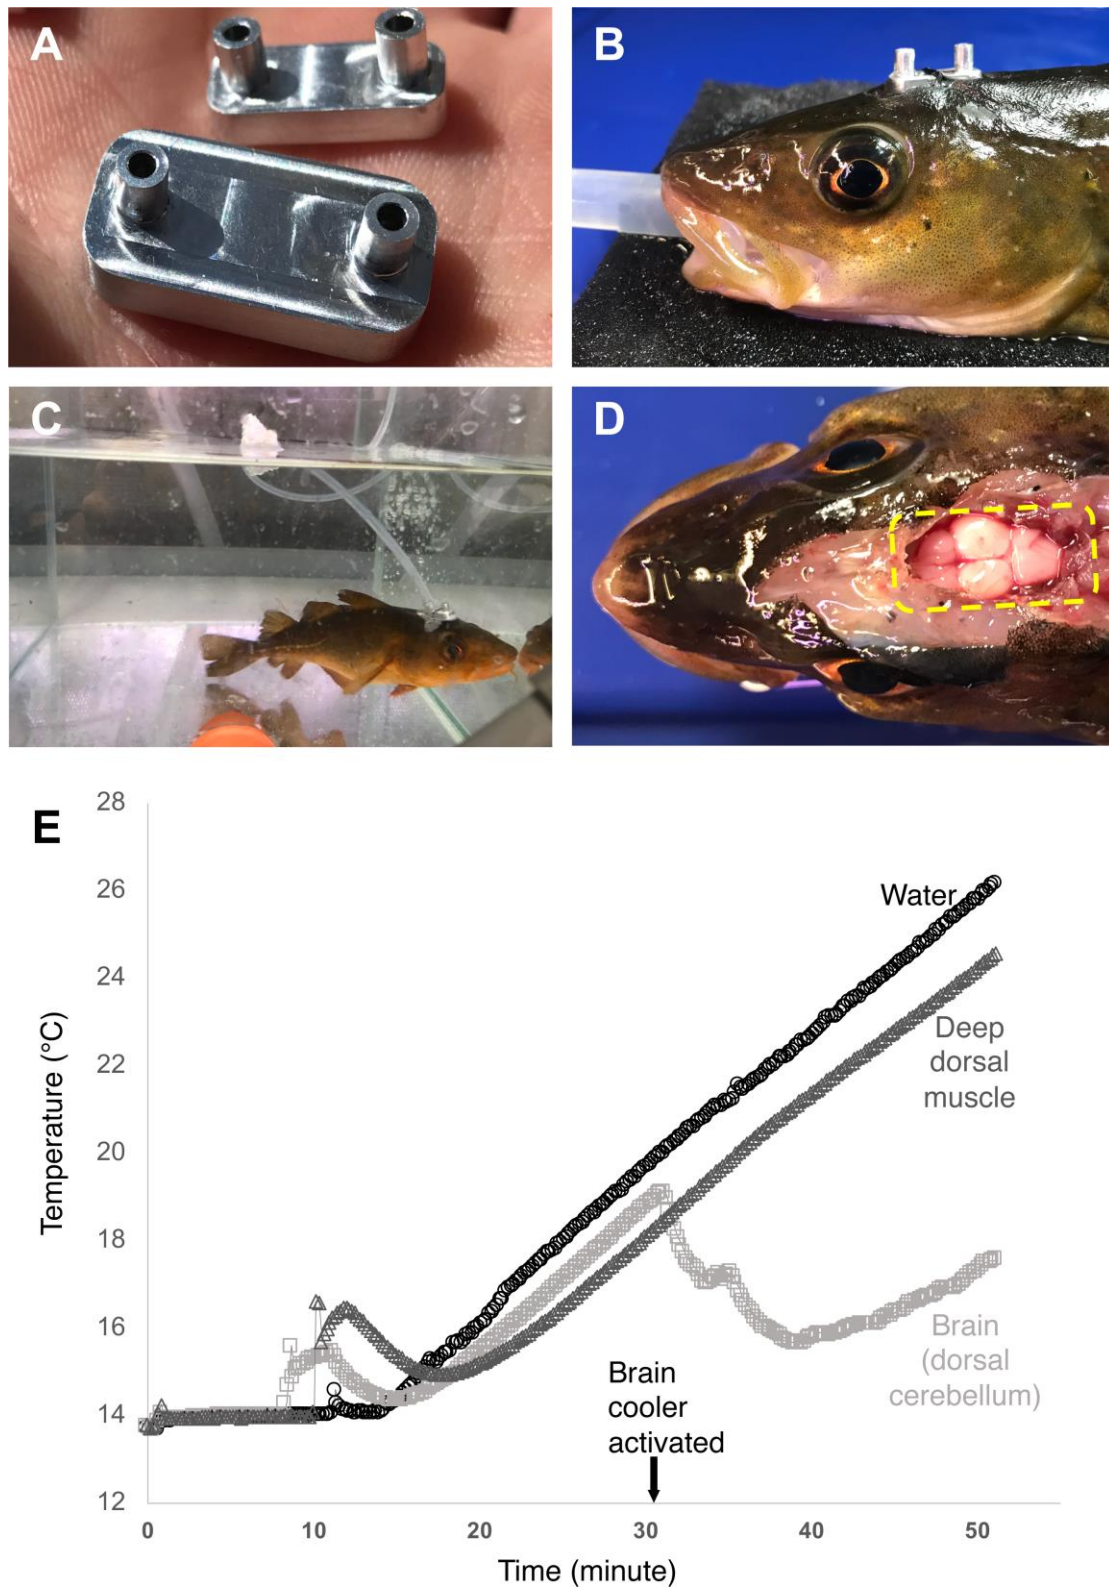 A
B
C
D
E
28
26
24
22
20
18
16
14
12
Temperature (°C)
Water
Deep
dorsal
muscle
Brain
(dorsal
cerebellum)
Brain
cooler
activated
0 10 20 30 40 50
Time (minute)